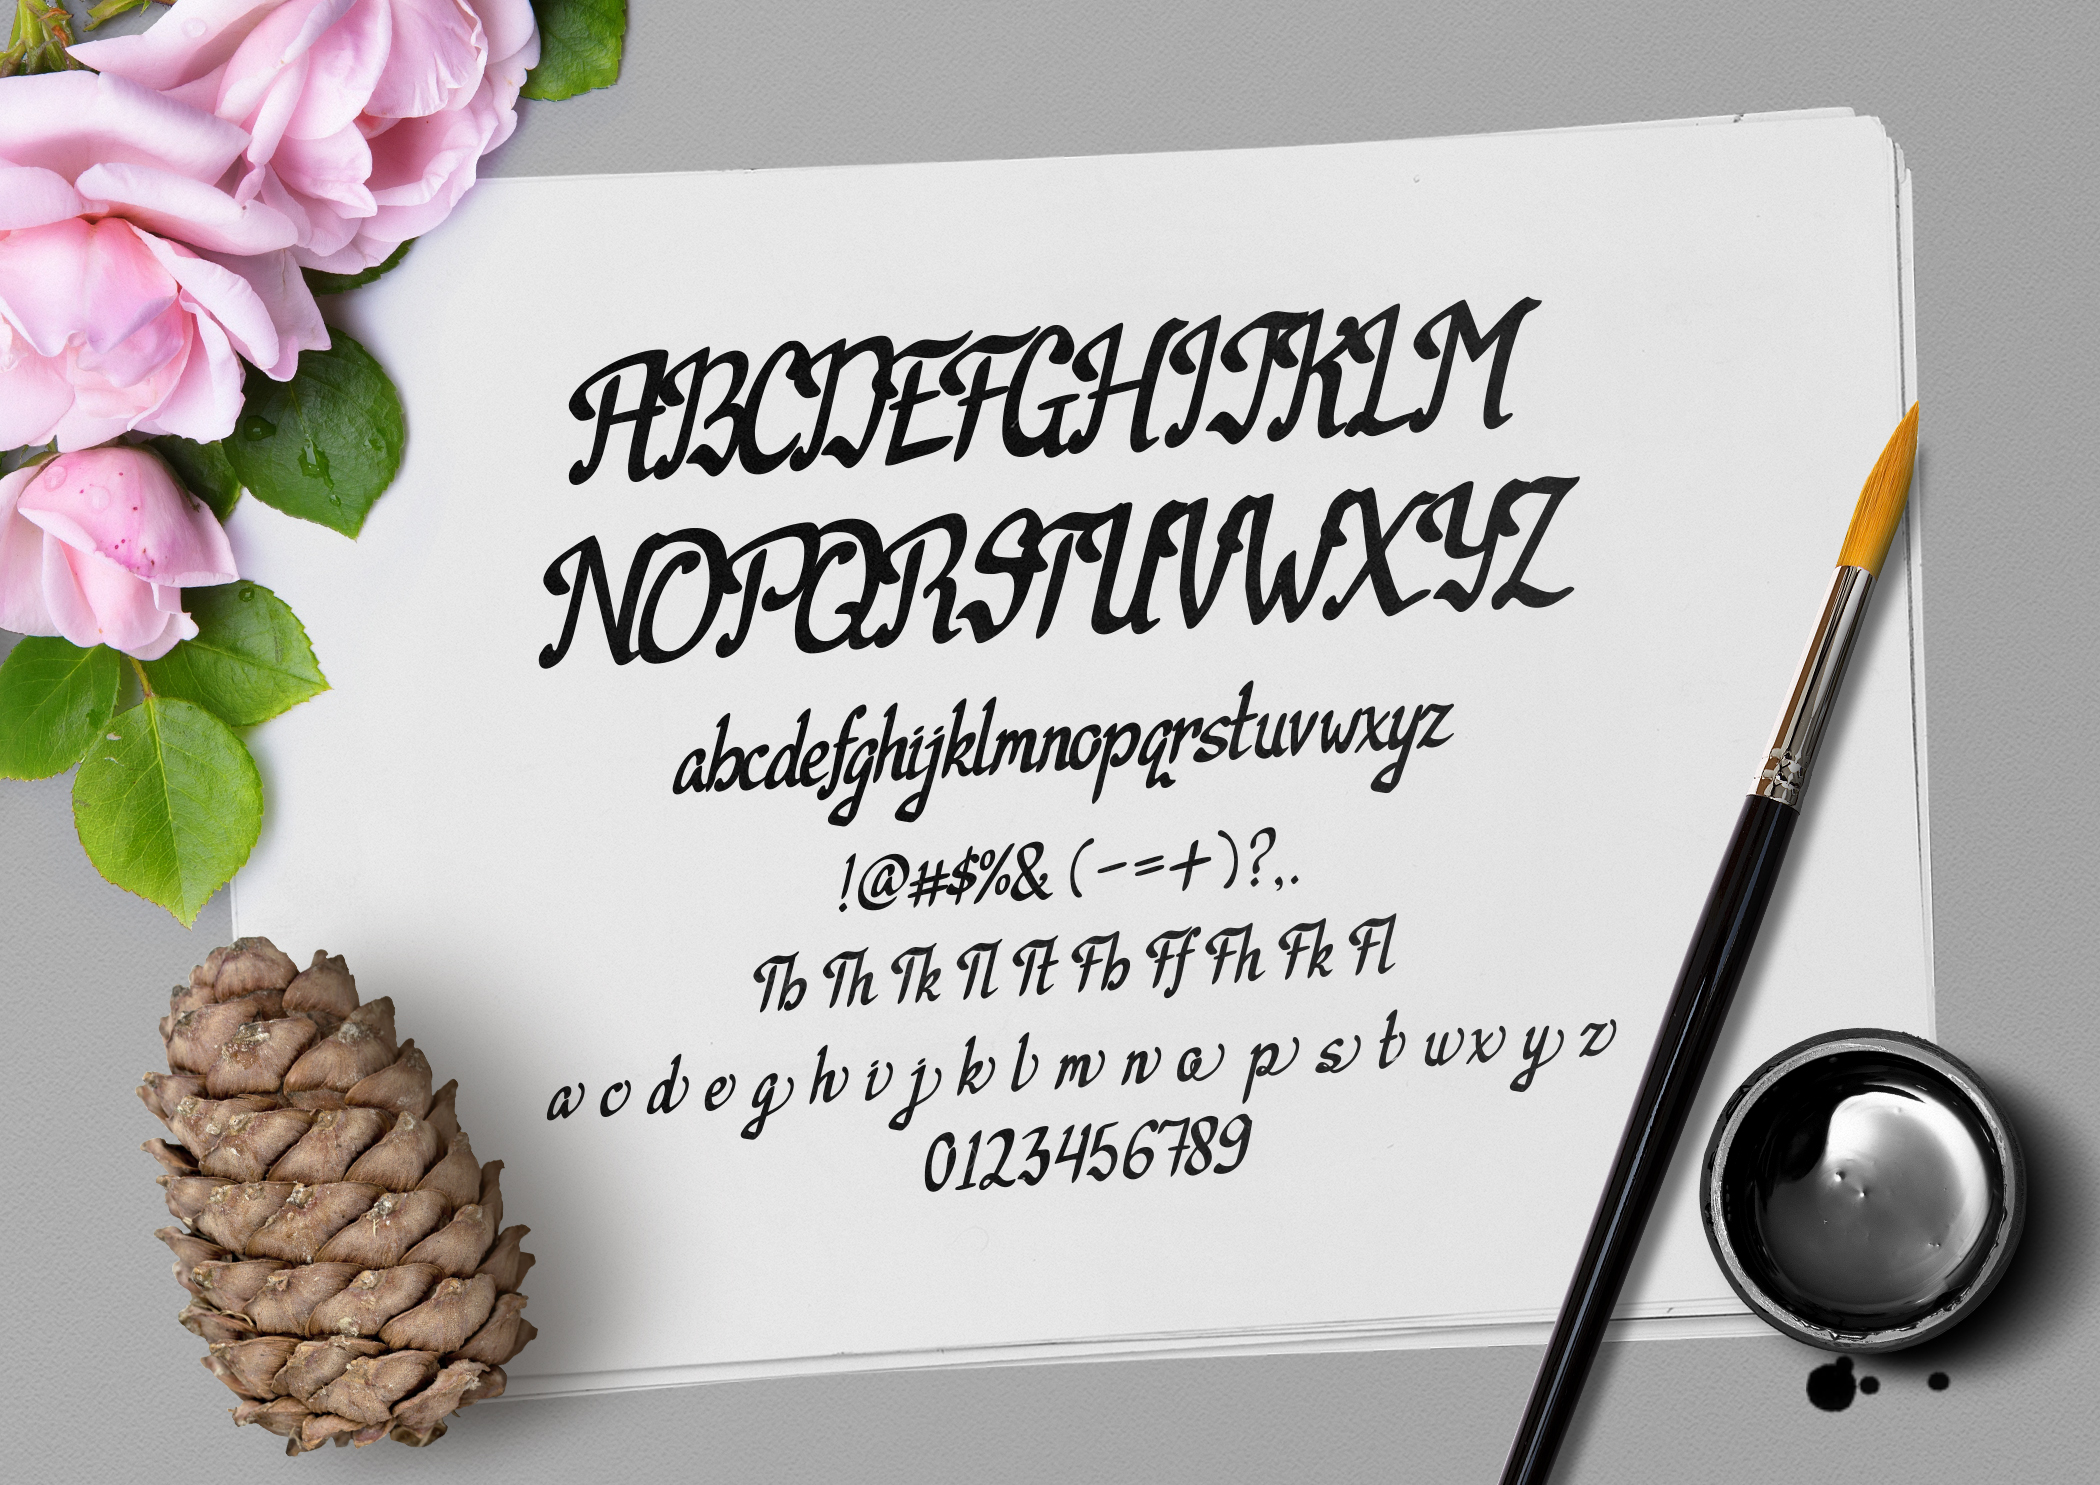 ABCDEFGHIJKLM
NOPQRSTUVWXYZ
abcdefghijklmnopqrstuvwxyz
!@#$%& (-=+)?,.
Tb Th Tk Tl Tt Fb Ff Fh Fk Fl
a c d e g h i j k l m n o p s t w x y z
0123456789